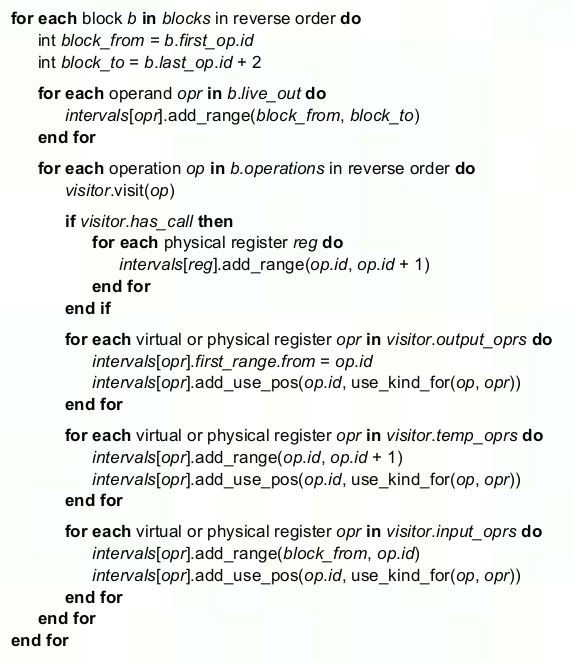 for each block b in blocks in reverse order do
int block_from = b.first_op.id
int block_to = b.last_op.id + 2
for each operand opr in b.live_out do
intervals[opr].add_range(block_from, block_to)
end for
for each operation op in b.operations in reverse order do
visitor.visit(op)
if visitor.has_call then
for each physical register reg do
intervals[reg].add_range(op.id, op.id + 1)
end for
end if
for each virtual or physical register opr in visitor.output_oprs do
intervals[opr].first_range.from = op.id
intervals[opr].add_use_pos(op.id, use_kind_for(op, opr))
end for
for each virtual or physical register opr in visitor.temp_oprs do
intervals[opr].add_range(op.id, op.id + 1)
intervals[opr].add_use_pos(op.id, use_kind_for(op, opr))
end for
for each virtual or physical register opr in visitor.input_oprs do
intervals[opr].add_range(block_from, op.id)
intervals[opr].add_use_pos(op.id, use_kind_for(op, opr))
end for
end for
end for